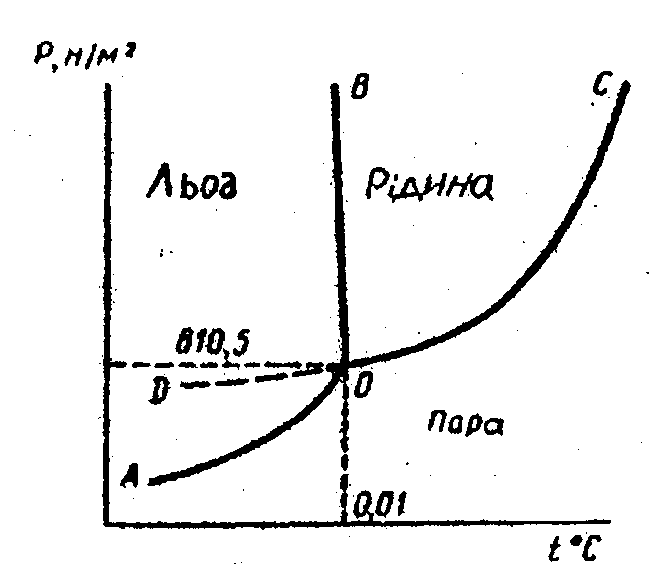 P, н/м²
B
C
Льод
Рідина
610,5
D
O
Пара
A
0,01
t °C